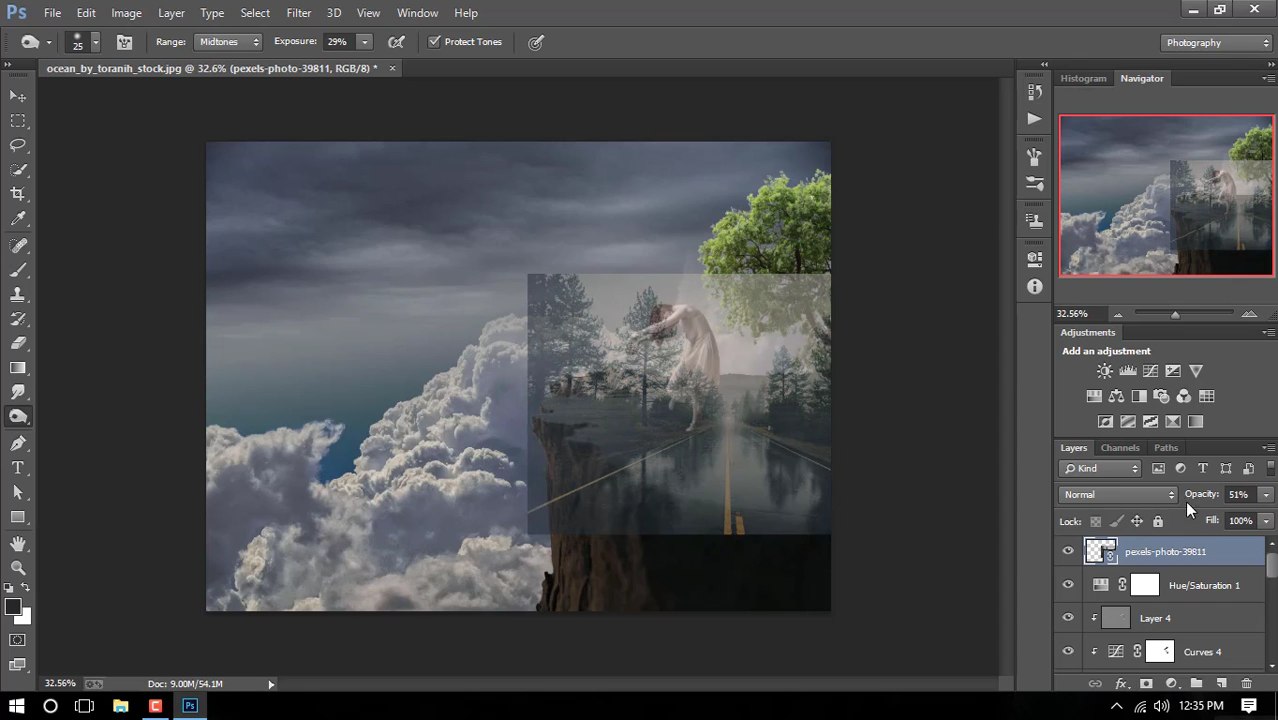 Ps File Edit Image Layer Type Select Filter 3D View Window Help
25 Range: Midtones Exposure: 29% Protect Tones Photography
ocean_by_toranih_stock.jpg @ 32.6% (pexels-photo-39811, RGB/8) *
Histogram Navigator
32.56%
Adjustments
Add an adjustment
Layers Channels Paths
Kind
Normal Opacity: 51%
Lock: Fill: 100%
pexels-photo-39811
Hue/Saturation 1
Layer 4
Curves 4
32.56% Doc: 9.00M/54.1M
fx
Ps 12:35 PM